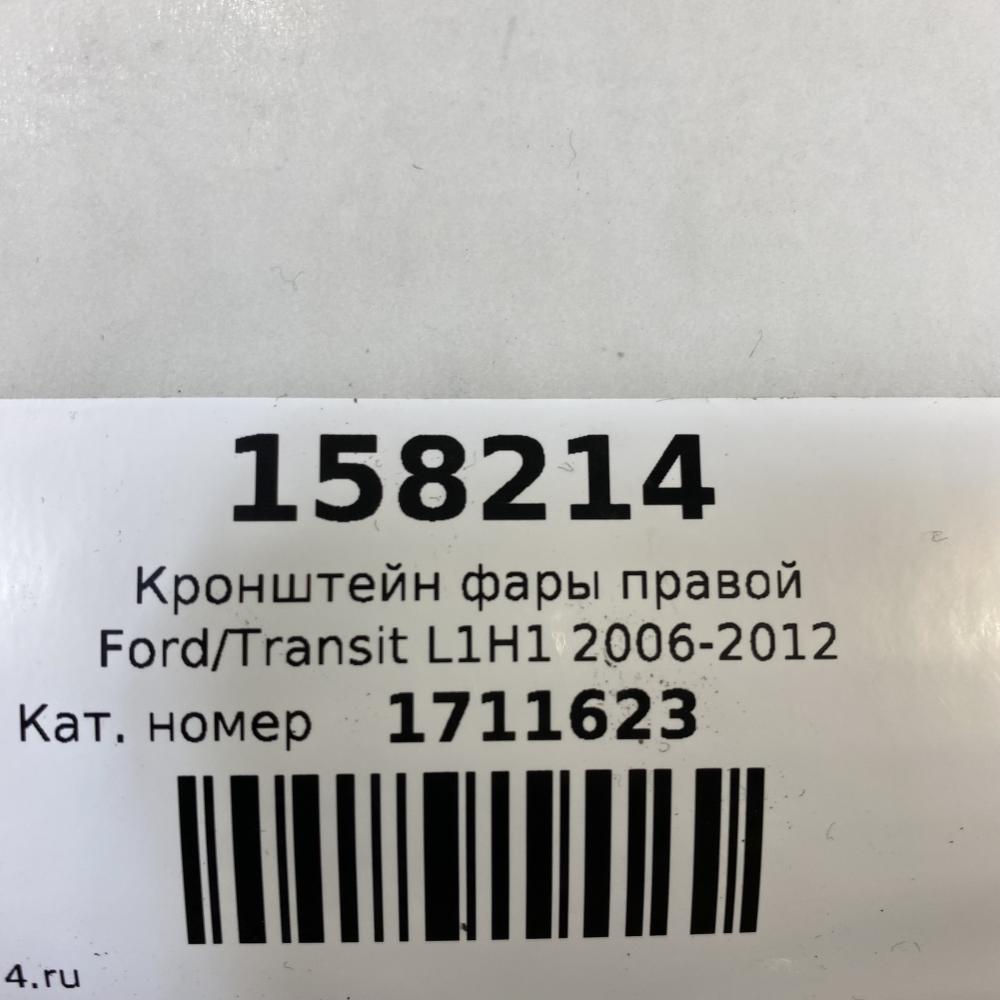 158214
Кронштейн фары правой
Ford/Transit L1H1 2006-2012
Кат. номер 1711623
4.ru